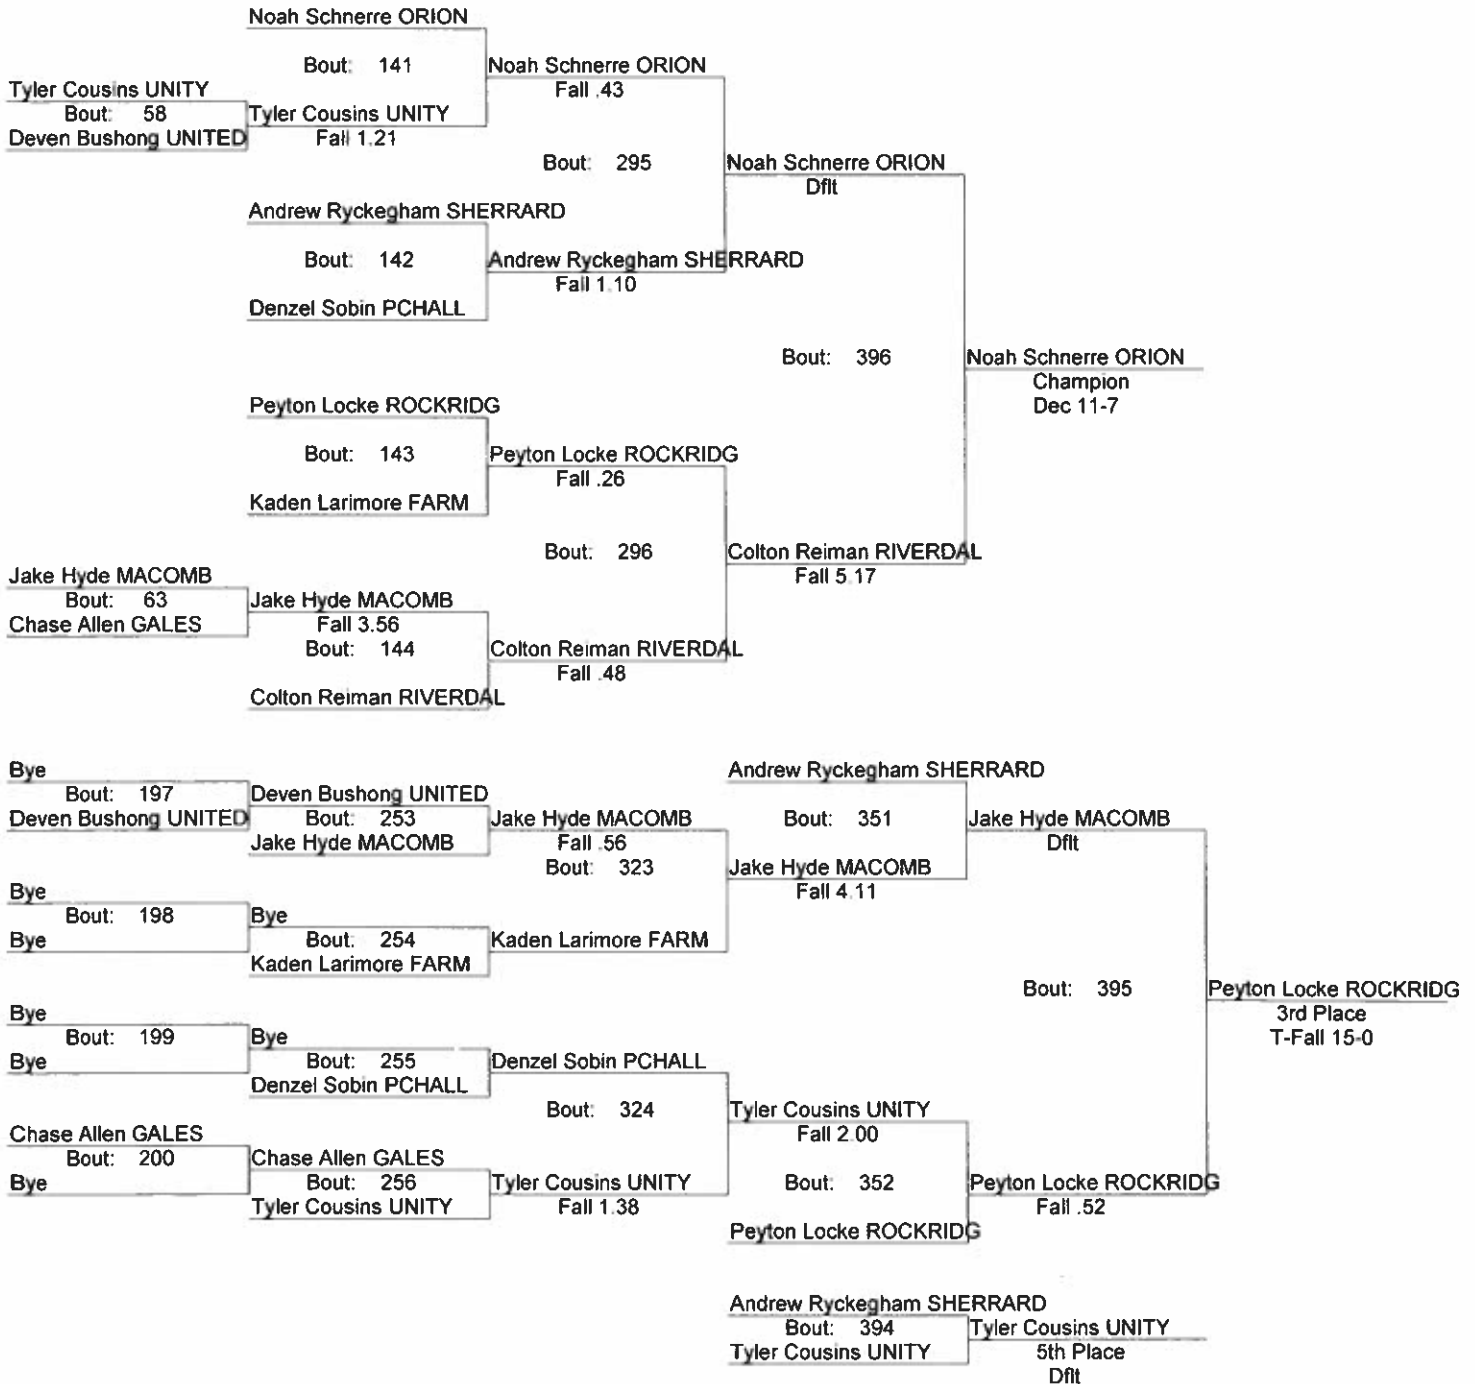 Noah Schnerre ORION
Bout: 141
Noah Schnerre ORION
Fall .43
Tyler Cousins UNITY
Bout: 58
Deven Bushong UNITED
Tyler Cousins UNITY
Fall 1.21
Bout: 295
Noah Schnerre ORION
Dflt
Andrew Ryckegham SHERRARD
Bout: 142
Andrew Ryckegham SHERRARD
Fall 1.10
Denzel Sobin PCHALL
Bout: 396
Noah Schnerre ORION
Champion
Dec 11-7
Peyton Locke ROCKRIDG
Bout: 143
Peyton Locke ROCKRIDG
Fall .26
Kaden Larimore FARM
Bout: 296
Colton Reiman RIVERDAL
Fall 5.17
Jake Hyde MACOMB
Bout: 63
Chase Allen GALES
Jake Hyde MACOMB
Fall 3.56
Bout: 144
Colton Reiman RIVERDAL
Fall .48
Colton Reiman RIVERDAL
Bye
Bout: 197
Deven Bushong UNITED
Deven Bushong UNITED
Bout: 253
Jake Hyde MACOMB
Jake Hyde MACOMB
Fall .56
Bout: 323
Andrew Ryckegham SHERRARD
Bout: 351
Jake Hyde MACOMB
Dflt
Jake Hyde MACOMB
Fall 4.11
Bye
Bout: 198
Bye
Bye
Bout: 254
Kaden Larimore FARM
Kaden Larimore FARM
Bout: 395
Peyton Locke ROCKRIDG
3rd Place
T-Fall 15-0
Bye
Bout: 199
Bye
Bye
Bout: 255
Denzel Sobin PCHALL
Denzel Sobin PCHALL
Bout: 324
Tyler Cousins UNITY
Fall 2.00
Chase Allen GALES
Bout: 200
Bye
Chase Allen GALES
Bout: 256
Tyler Cousins UNITY
Tyler Cousins UNITY
Fall 1.38
Bout: 352
Peyton Locke ROCKRIDG
Fall .52
Peyton Locke ROCKRIDG
Andrew Ryckegham SHERRARD
Bout: 394
Tyler Cousins UNITY
Tyler Cousins UNITY
5th Place
Dflt